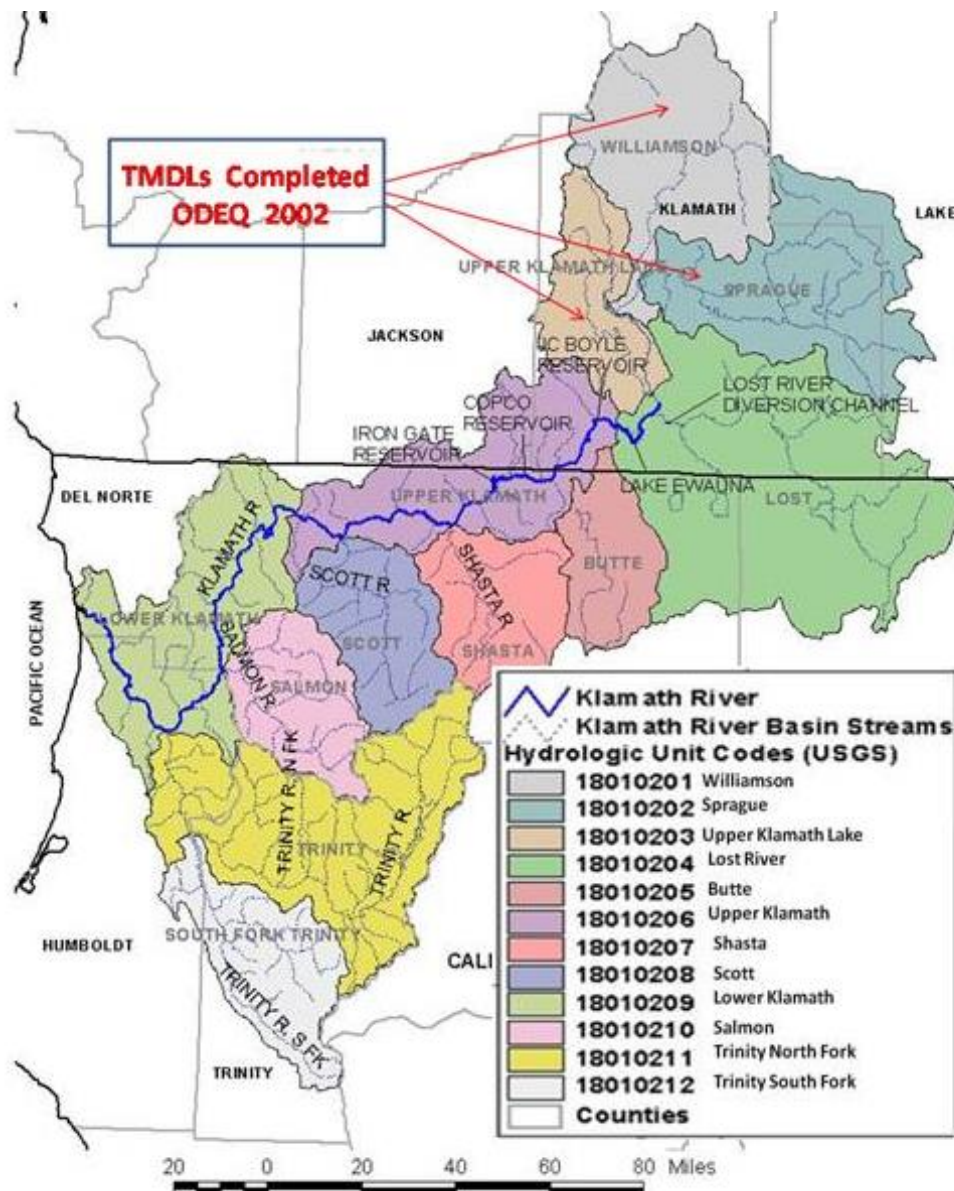 TMDLs Completed
ODEQ 2002
WILLIAMSON
KLAMATH
LAKE
UPPER KLAMATH LAKE
SPRAGUE
JACKSON
JC BOYLE
RESERVOIR
LOST RIVER
DIVERSION CHANNEL
COPCO
RESERVOIR
IRON GATE
RESERVOIR
DEL NORTE
UPPER KLAMATH
LAKE EWAUNA
LOST
KLAMATH R
SCOTT R
SHASTA R
BUTTE
PACIFIC OCEAN
LOWER KLAMATH
SALMON R
SCOTT
SHASTA
SALMON
TRINITY R, N FK
TRINITY R
TRINITY
HUMBOLDT
SOUTH FORK TRINITY
CALI
TRINITY R, S FK
TRINITY
Klamath River
Klamath River Basin Streams
Hydrologic Unit Codes (USGS)
18010201 Williamson
18010202 Sprague
18010203 Upper Klamath Lake
18010204 Lost River
18010205 Butte
18010206 Upper Klamath
18010207 Shasta
18010208 Scott
18010209 Lower Klamath
18010210 Salmon
18010211 Trinity North Fork
18010212 Trinity South Fork
Counties
20 0 20 40 60 80 Miles